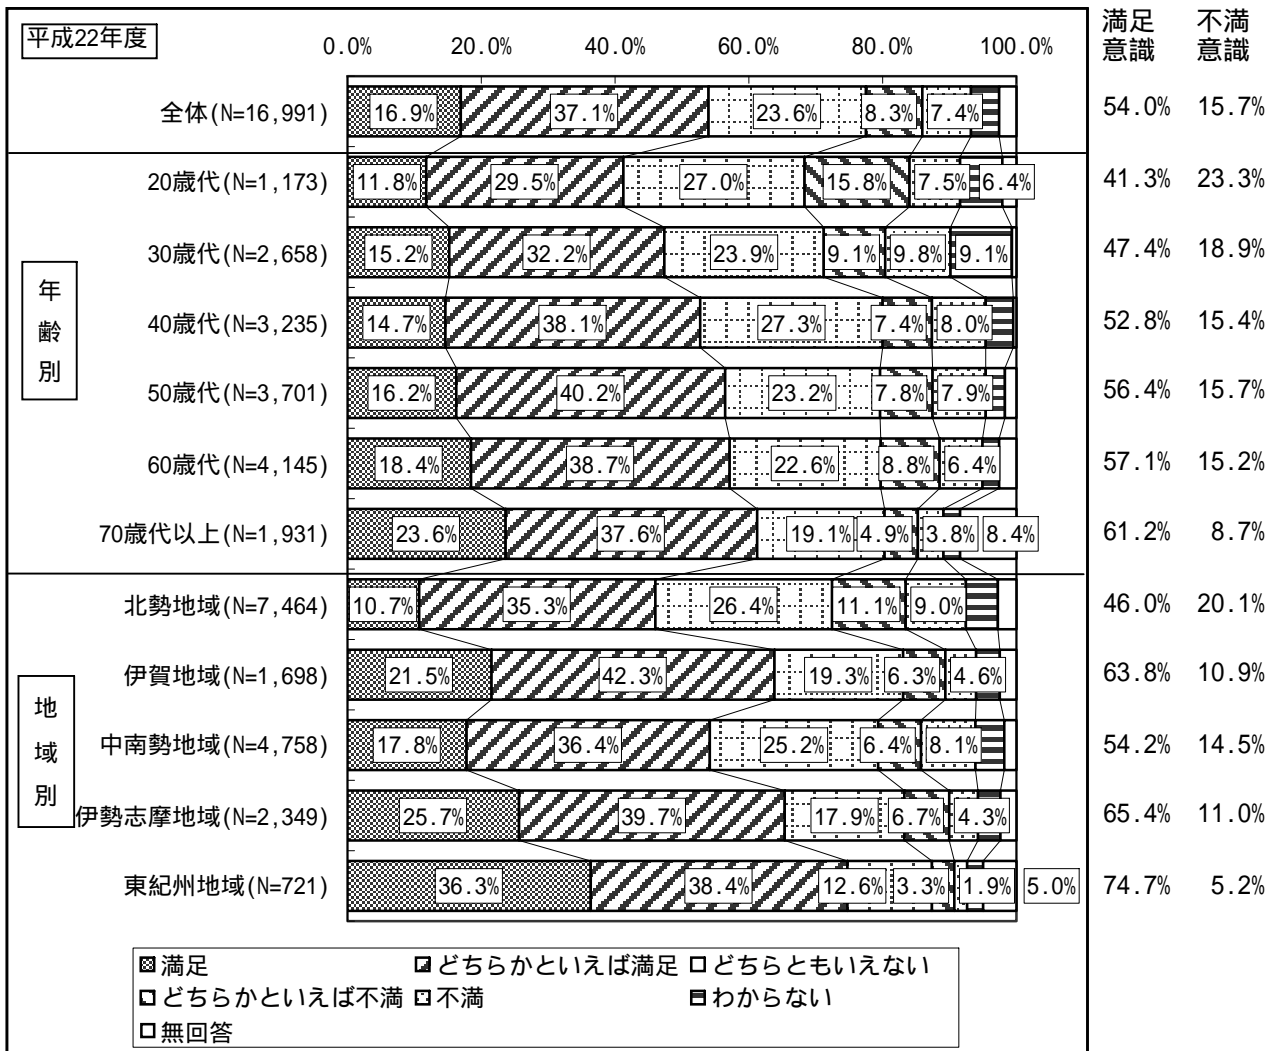 平成22年度
0.0% 20.0% 40.0% 60.0% 80.0% 100.0%
満足意識 不満意識
全体(N=16,991) 16.9% 37.1% 23.6% 8.3% 7.4% 54.0% 15.7%
年齢別
20歳代(N=1,173) 11.8% 29.5% 27.0% 15.8% 7.5% 6.4% 41.3% 23.3%
30歳代(N=2,658) 15.2% 32.2% 23.9% 9.1% 9.8% 9.1% 47.4% 18.9%
40歳代(N=3,235) 14.7% 38.1% 27.3% 7.4% 8.0% 52.8% 15.4%
50歳代(N=3,701) 16.2% 40.2% 23.2% 7.8% 7.9% 56.4% 15.7%
60歳代(N=4,145) 18.4% 38.7% 22.6% 8.8% 6.4% 57.1% 15.2%
70歳代以上(N=1,931) 23.6% 37.6% 19.1% 4.9% 3.8% 8.4% 61.2% 8.7%
地域別
北勢地域(N=7,464) 10.7% 35.3% 26.4% 11.1% 9.0% 46.0% 20.1%
伊賀地域(N=1,698) 21.5% 42.3% 19.3% 6.3% 4.6% 63.8% 10.9%
中南勢地域(N=4,758) 17.8% 36.4% 25.2% 6.4% 8.1% 54.2% 14.5%
伊勢志摩地域(N=2,349) 25.7% 39.7% 17.9% 6.7% 4.3% 65.4% 11.0%
東紀州地域(N=721) 36.3% 38.4% 12.6% 3.3% 1.9% 5.0% 74.7% 5.2%
満足 どちらかといえば満足 どちらともいえない
どちらかといえば不満 不満 わからない
無回答